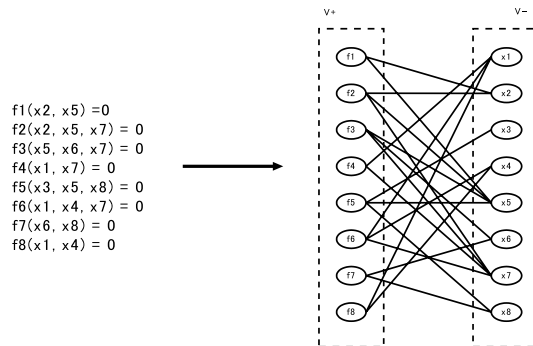 V+
V-
f1(x2, x5) =0
f2(x2, x5, x7) = 0
f3(x5, x6, x7) = 0
f4(x1, x7) = 0
f5(x3, x5, x8) = 0
f6(x1, x4, x7) = 0
f7(x6, x8) = 0
f8(x1, x4) = 0
f1
x1
f2
x2
f3
x3
f4
x4
f5
x5
f6
x6
f7
x7
f8
x8